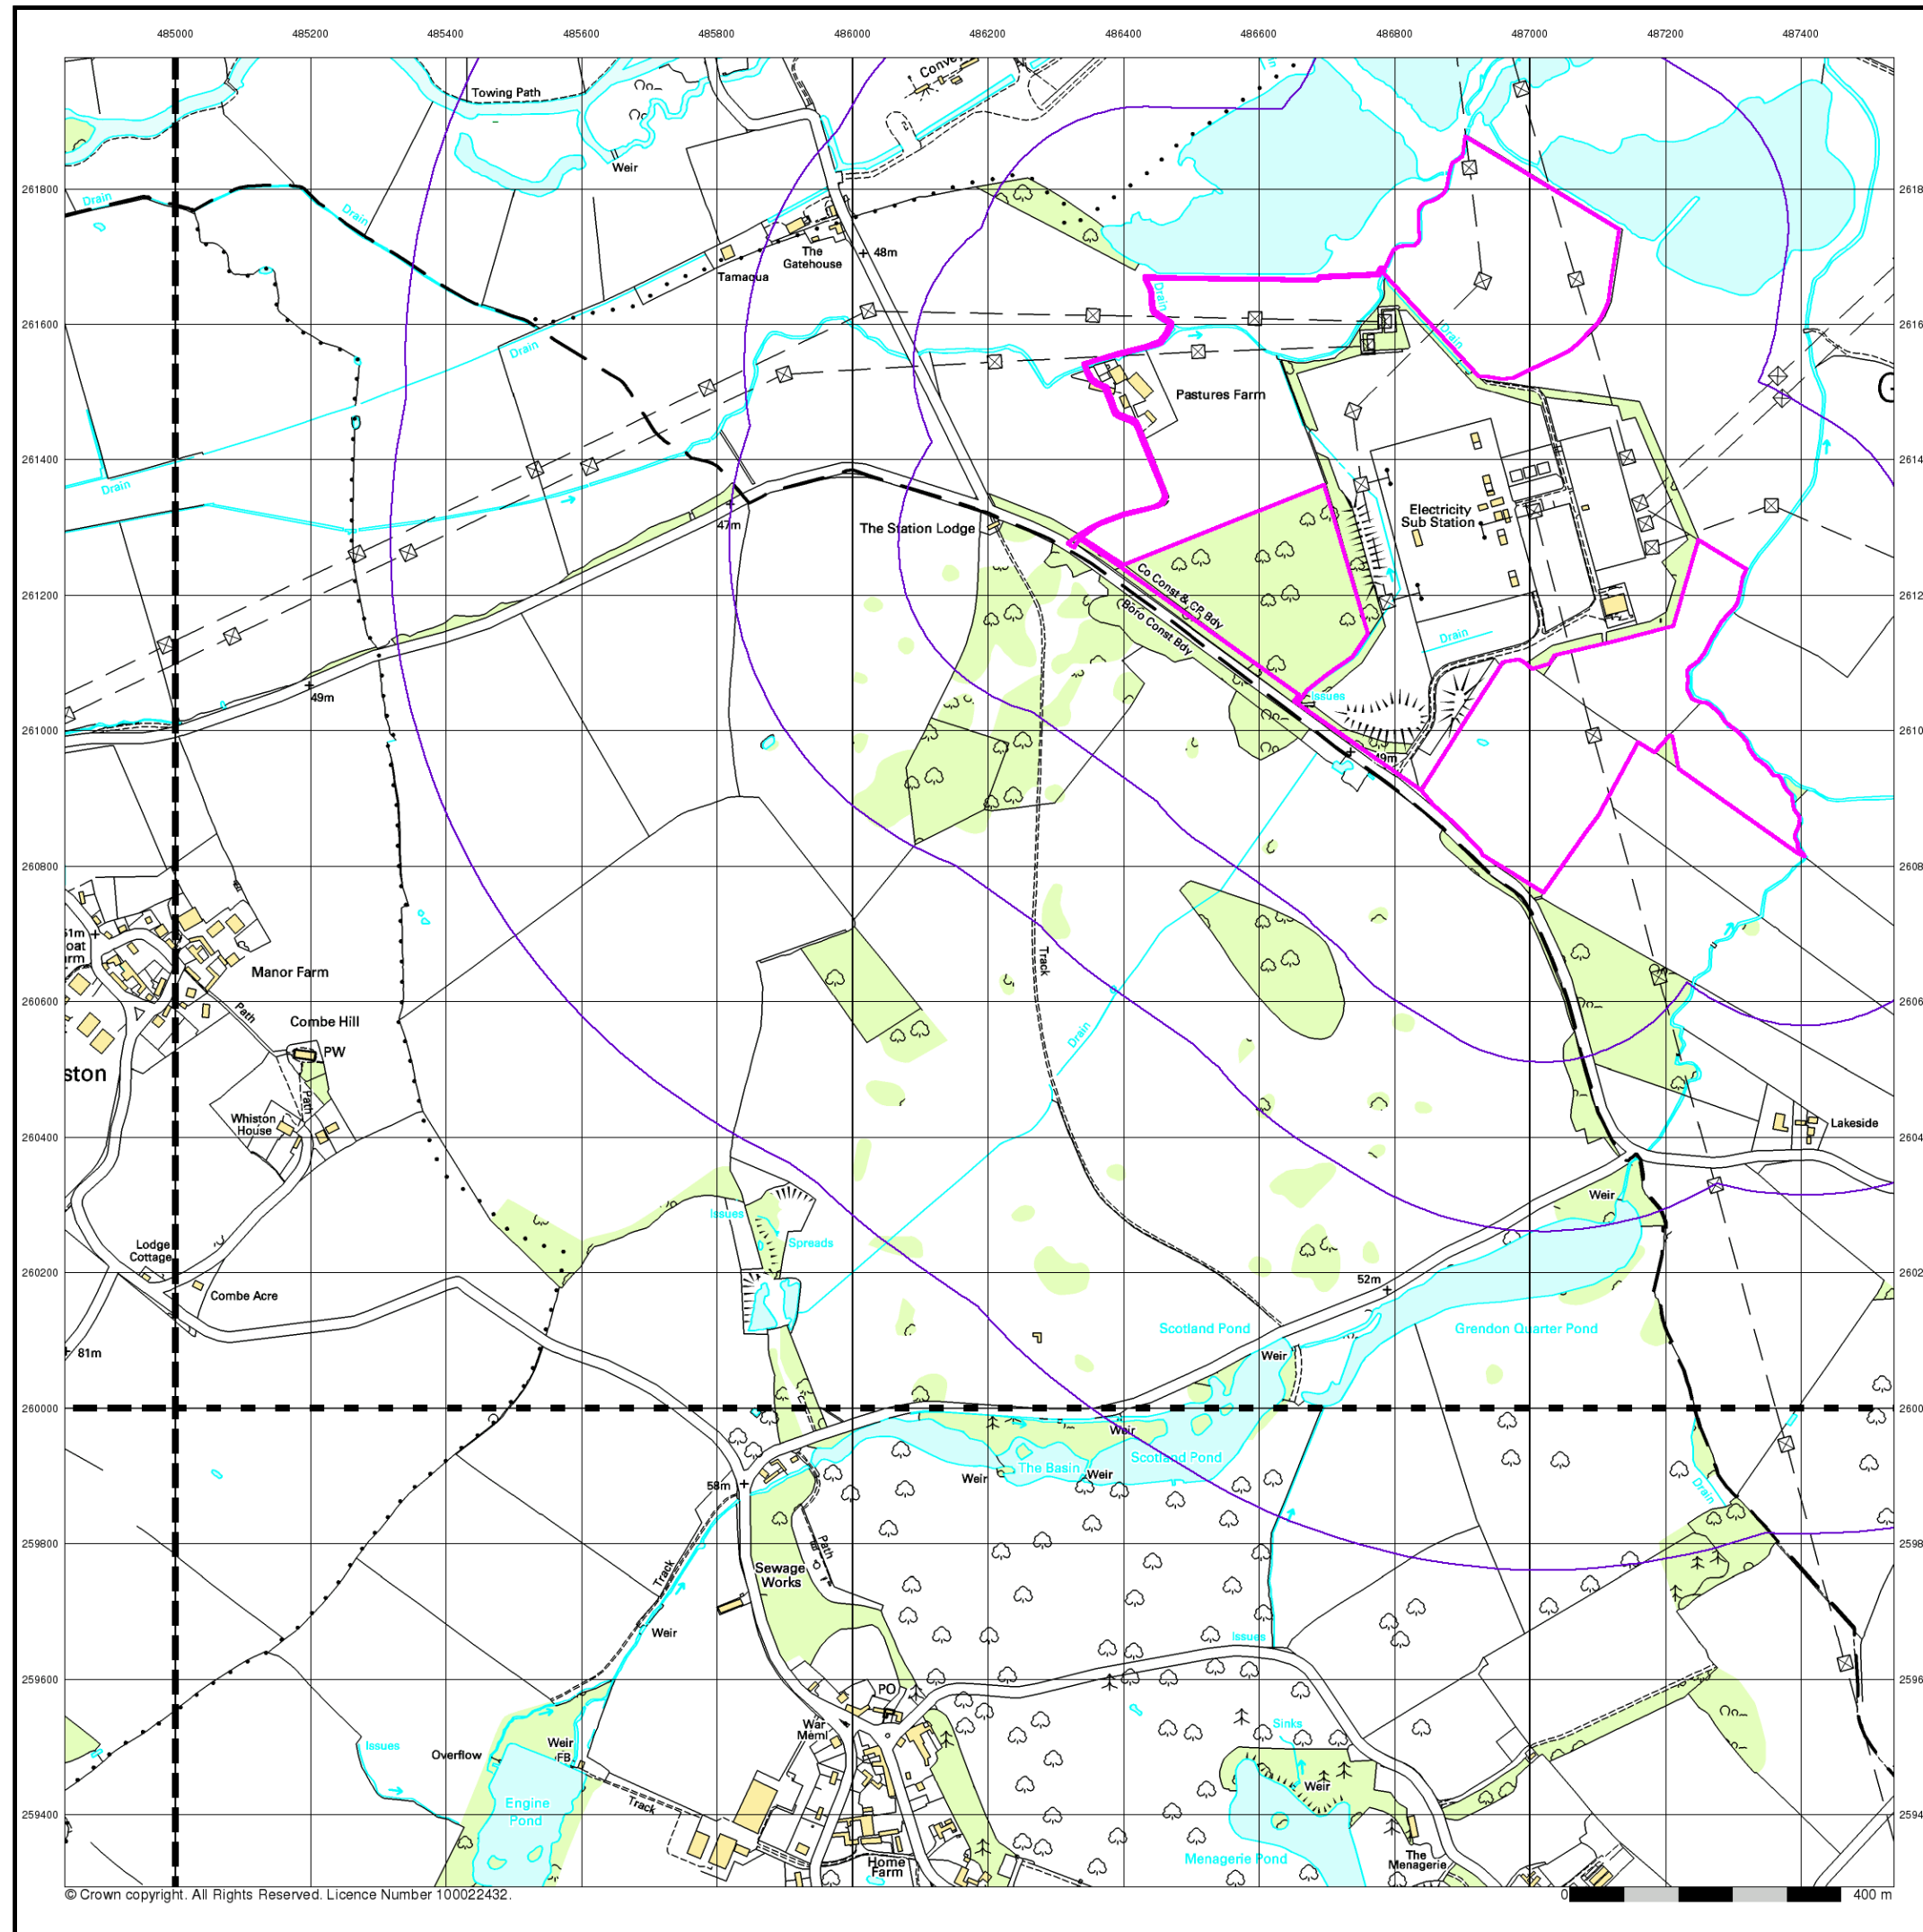 485000 485200 485400 485600 485800 486000 486200 486400 486600 486800 487000 487200 487400
Towing Path
Weir
261800
Drain
Drain
The
Gatehouse
48m
Tamaqua
Drain
261600
Drain
Drain
Pastures Farm
261400
Drain
47m
The Station Lodge
Electricity
Sub Station
Co Const & CP Bdy
Boro Const Bdy
261200
Drain
49m
Issues
261000
49m
260800
Manor Farm
Track
Path
260600
Combe Hill
PW
Drain
ston
Path
Whiston
House
260400
Lakeside
Weir
Issues
Spreads
Lodge
Cottage
260200
52m
Combe Acre
Scotland Pond
Grendon Quarter Pond
Weir
81m
260000
Weir
Scotland Pond
The Basin
Weir
Weir
58m
Drain
259800
Path
Sewage
Works
Track
Weir
Issues
259600
PO
War
Meml
Sinks
Issues
Overflow
Weir
FB
Weir
Engine
Pond
Track
259400
Menagerie Pond
The
Menagerie
Home
Farm
© Crown copyright. All Rights Reserved. Licence Number 100022432.
0 400 m